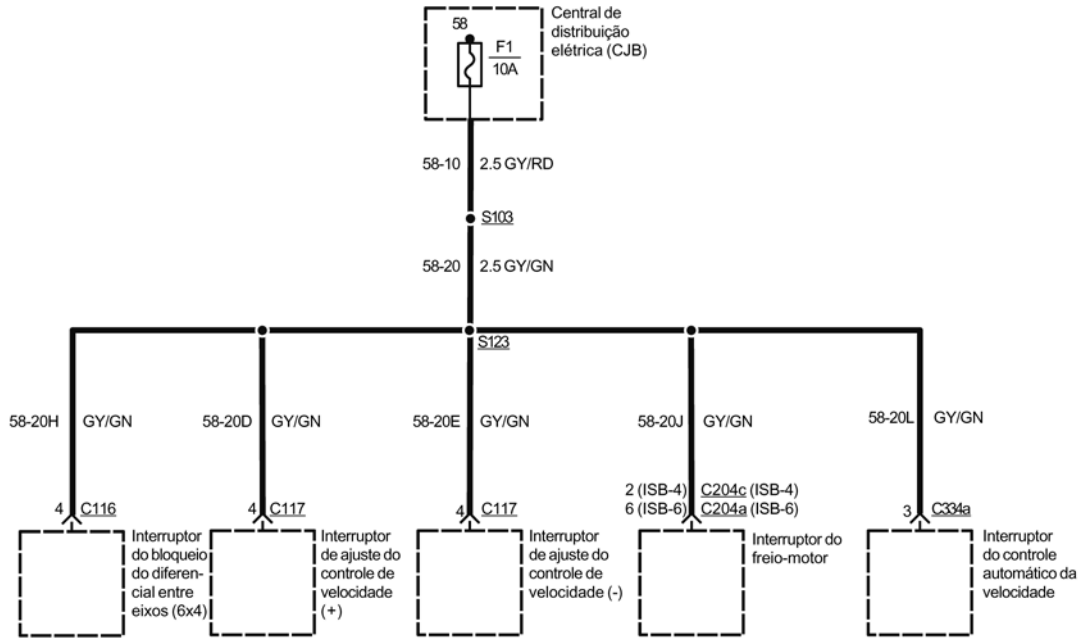 58
F1
10A
Central de
distribuição
elétrica (CJB)
58-10
2.5 GY/RD
S103
58-20
2.5 GY/GN
S123
58-20H
GY/GN
58-20D
GY/GN
58-20E
GY/GN
58-20J
GY/GN
58-20L
GY/GN
4
C116
4
C117
4
C117
2 (ISB-4)
C204c (ISB-4)
6 (ISB-6)
C204a (ISB-6)
3
C334a
Interruptor
do bloqueio
do diferen-
cial entre
eixos (6x4)
Interruptor
de ajuste do
controle de
velocidade
(+)
Interruptor
de ajuste do
controle de
velocidade (-)
Interruptor do
freio-motor
Interruptor
do controle
automático da
velocidade